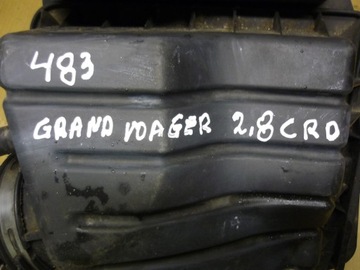 483
GRAND VOAGER 2,8 CRD